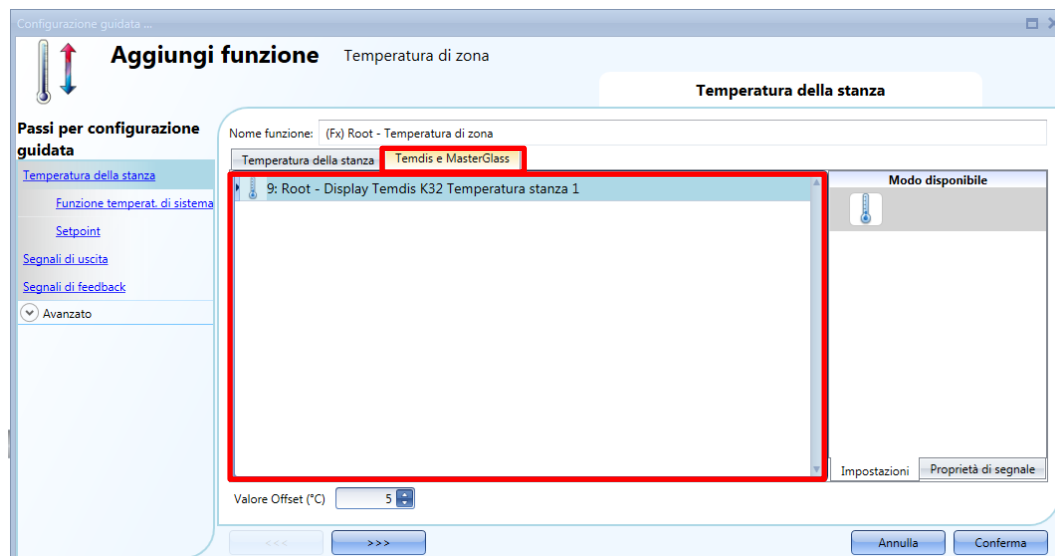 Configurazione guidata ...
Aggiungi funzione Temperatura di zona
Temperatura della stanza
Passi per configurazione
guidata
Temperatura della stanza
Funzione temperat. di sistema
Setpoint
Segnali di uscita
Segnali di feedback
Avanzato
Nome funzione: (Fx) Root - Temperatura di zona
Temperatura della stanza Temdis e MasterGlass
9: Root - Display Temdis K32 Temperatura stanza 1
Modo disponibile
Impostazioni Proprietà di segnale
Valore Offset (°C) 5
<<< >>> Annulla Conferma